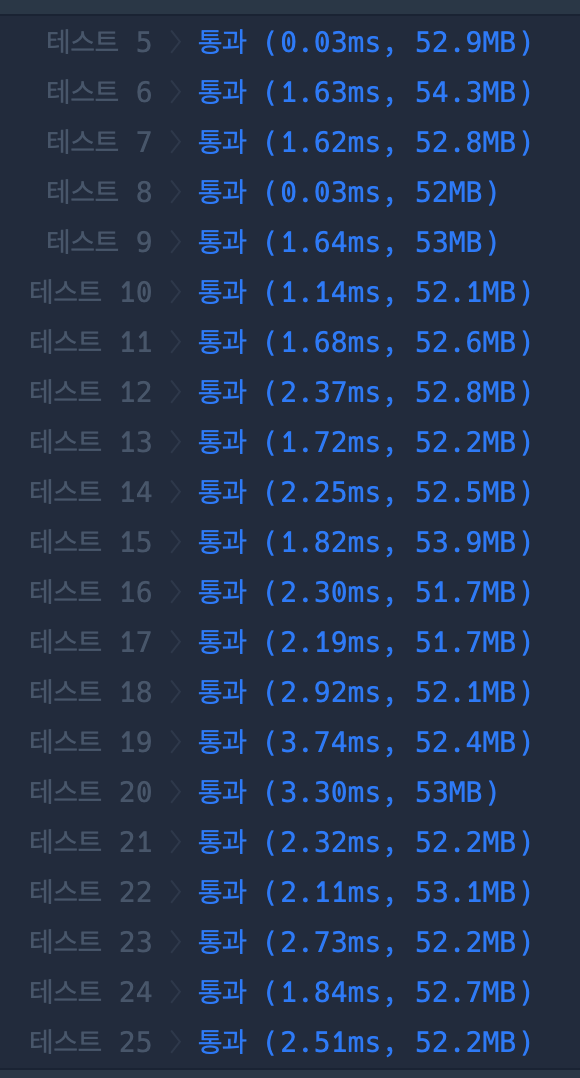 테스트 5 〉 통과 (0.03ms, 52.9MB)
테스트 6 〉 통과 (1.63ms, 54.3MB)
테스트 7 〉 통과 (1.62ms, 52.8MB)
테스트 8 〉 통과 (0.03ms, 52MB)
테스트 9 〉 통과 (1.64ms, 53MB)
테스트 10 〉 통과 (1.14ms, 52.1MB)
테스트 11 〉 통과 (1.68ms, 52.6MB)
테스트 12 〉 통과 (2.37ms, 52.8MB)
테스트 13 〉 통과 (1.72ms, 52.2MB)
테스트 14 〉 통과 (2.25ms, 52.5MB)
테스트 15 〉 통과 (1.82ms, 53.9MB)
테스트 16 〉 통과 (2.30ms, 51.7MB)
테스트 17 〉 통과 (2.19ms, 51.7MB)
테스트 18 〉 통과 (2.92ms, 52.1MB)
테스트 19 〉 통과 (3.74ms, 52.4MB)
테스트 20 〉 통과 (3.30ms, 53MB)
테스트 21 〉 통과 (2.32ms, 52.2MB)
테스트 22 〉 통과 (2.11ms, 53.1MB)
테스트 23 〉 통과 (2.73ms, 52.2MB)
테스트 24 〉 통과 (1.84ms, 52.7MB)
테스트 25 〉 통과 (2.51ms, 52.2MB)